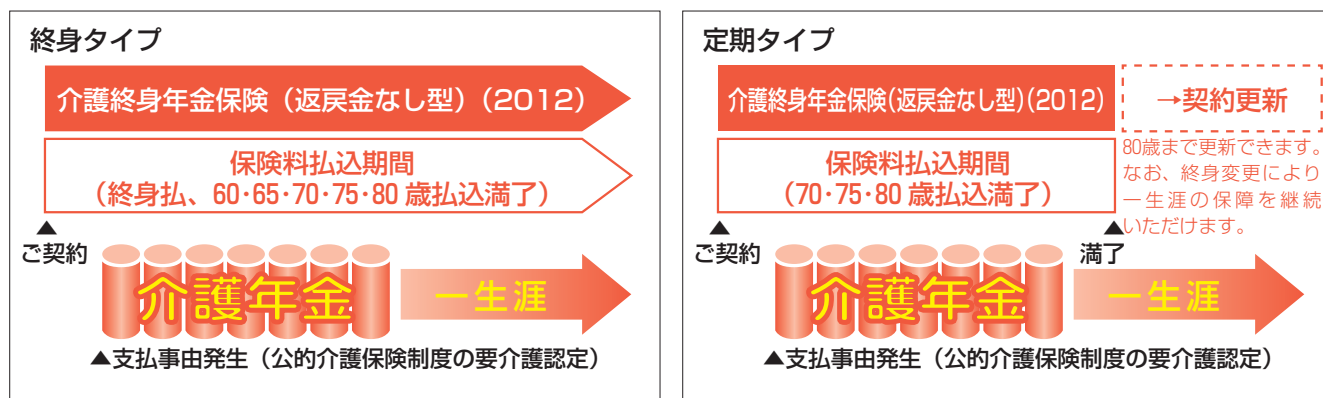 終身タイプ
介護終身年金保険（返戻金なし型）（2012）
保険料払込期間
（終身払、60･65･70･75･80 歳払込満了）
▲
ご契約
介護年金
一生涯
▲支払事由発生（公的介護保険制度の要介護認定）
定期タイプ
介護終身年金保険(返戻金なし型)(2012)
→契約更新
保険料払込期間
（70･75･80 歳払込満了）
80歳まで更新できます。
なお、終身変更により
一生涯の保障を継続
いただけます。
▲
ご契約
▲
満了
介護年金
一生涯
▲支払事由発生（公的介護保険制度の要介護認定）